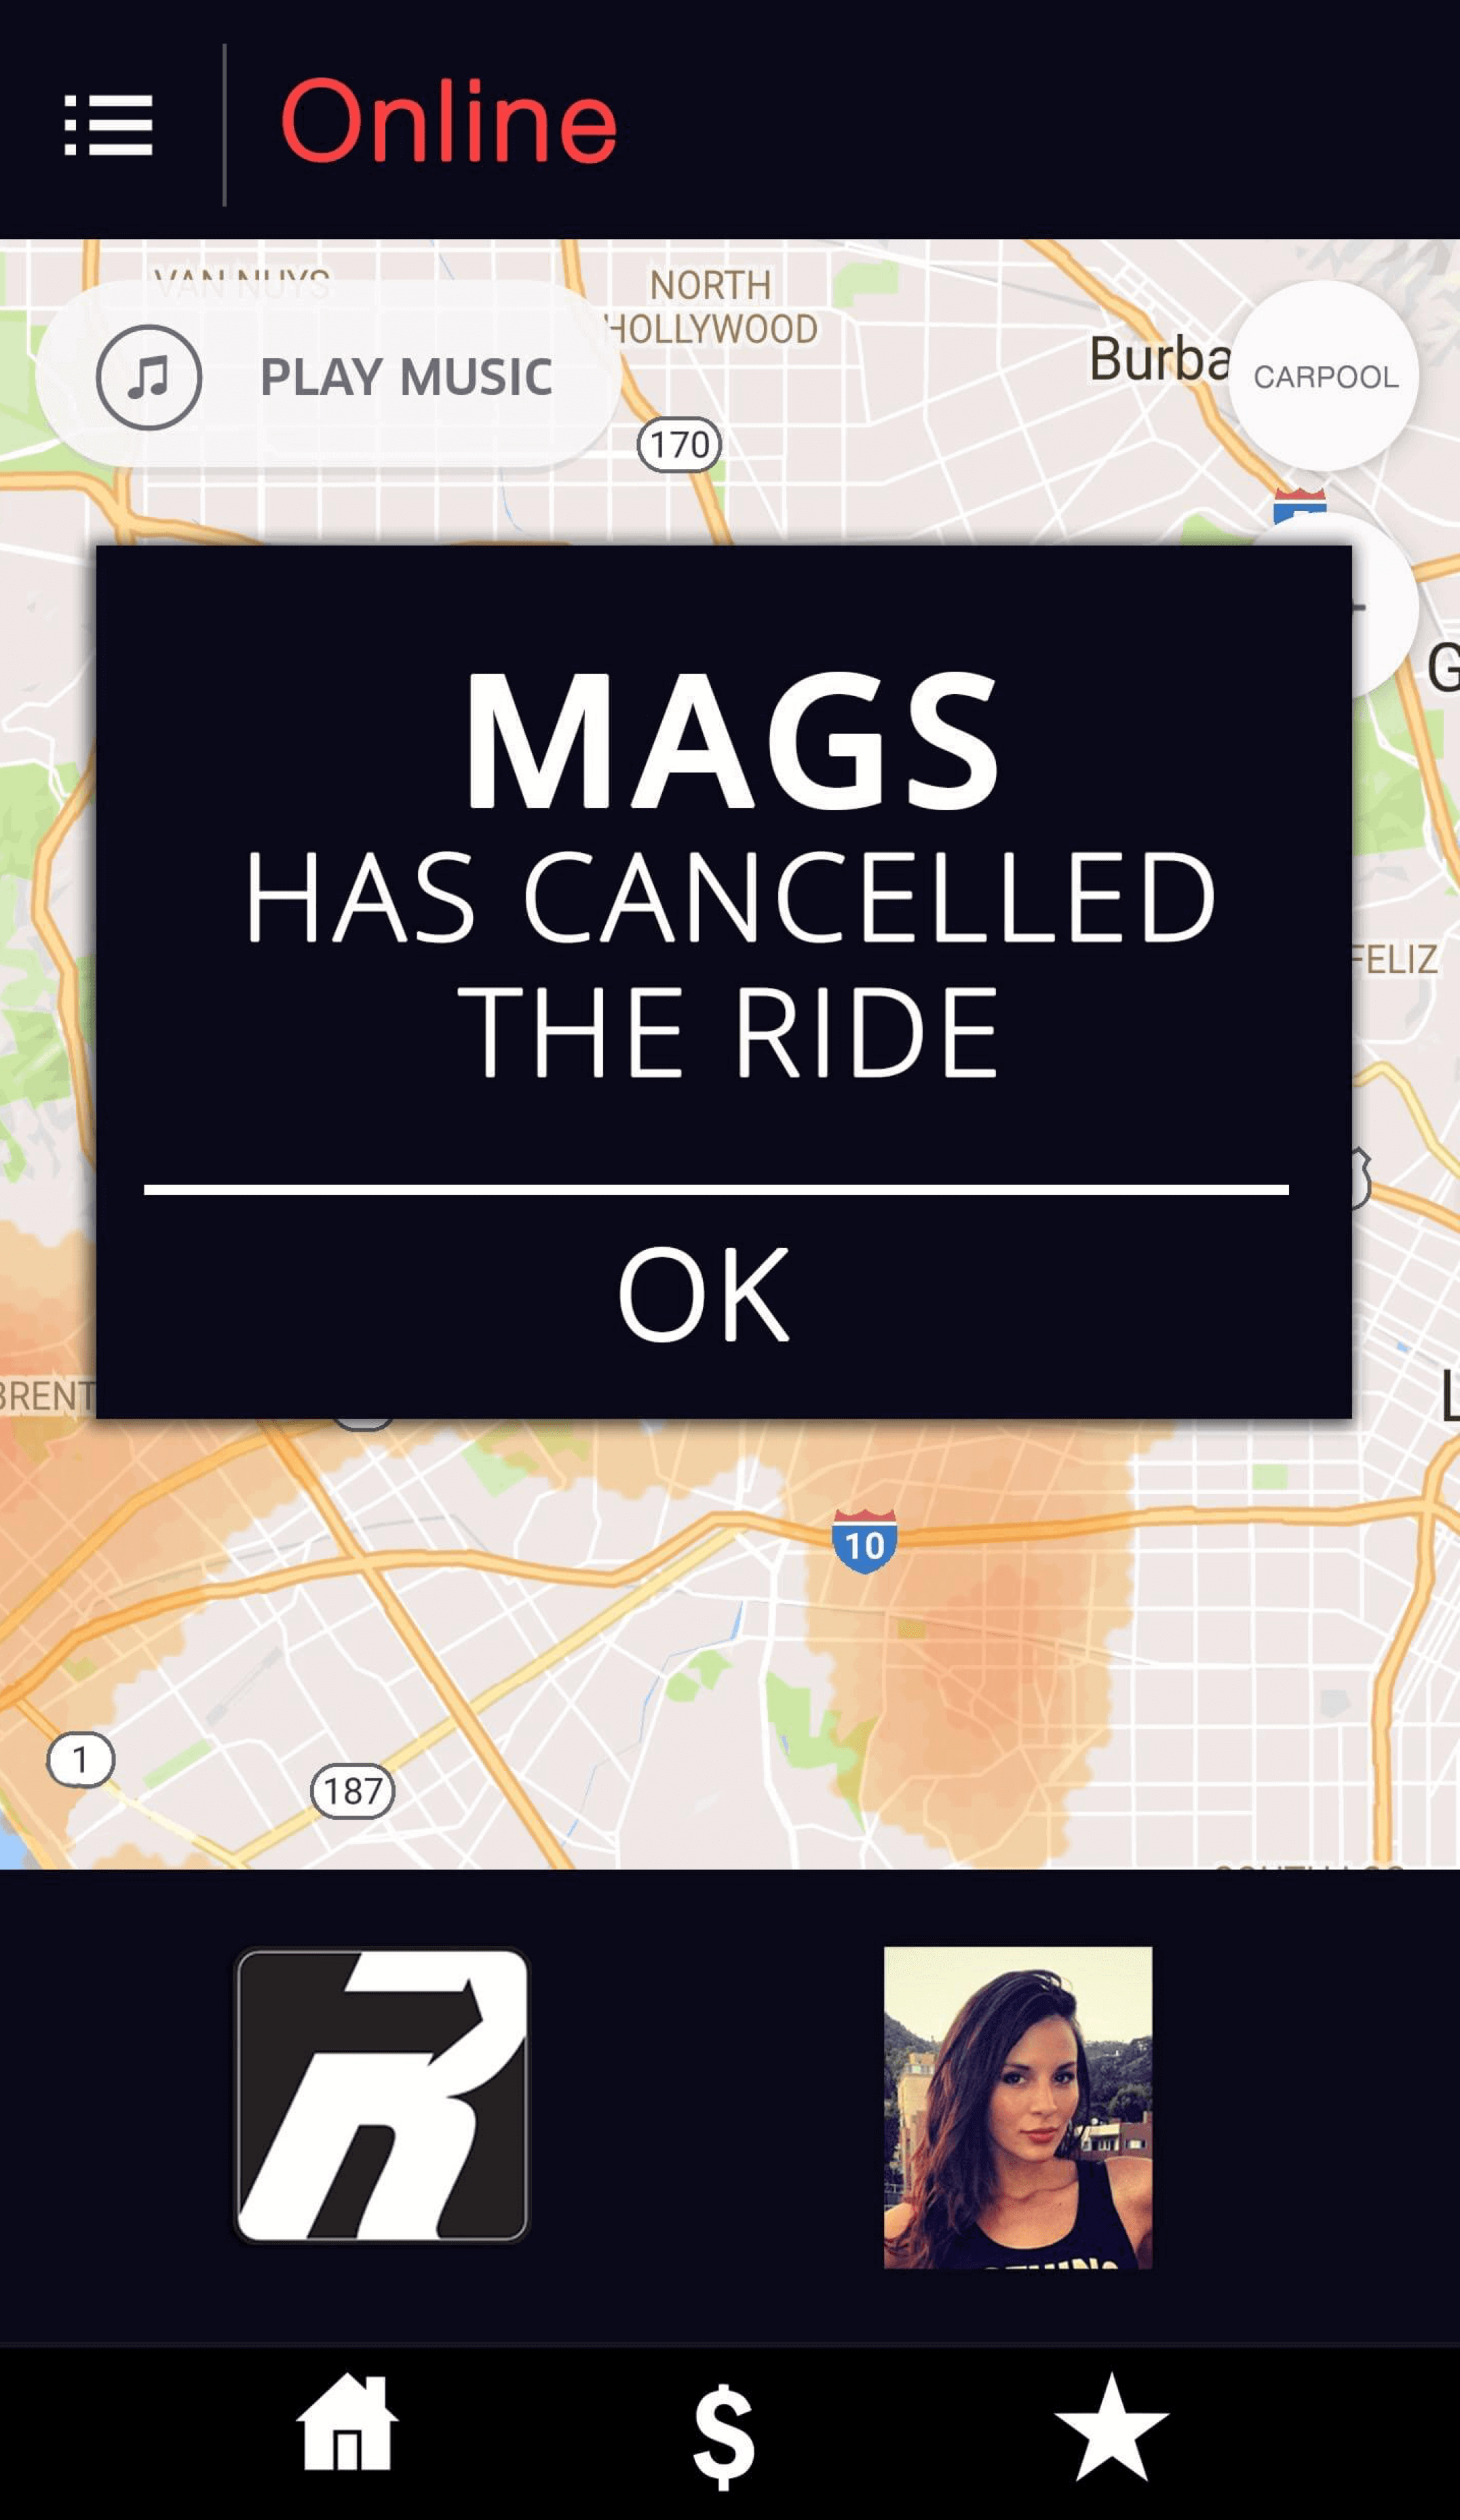 Online
VAN NUYS
NORTH
HOLLYWOOD
PLAY MUSIC
Burba
CARPOOL
170
G
MAGS
HAS CANCELLED
THE RIDE
FELIZ
OK
BRENT
L
10
1
187
R
$